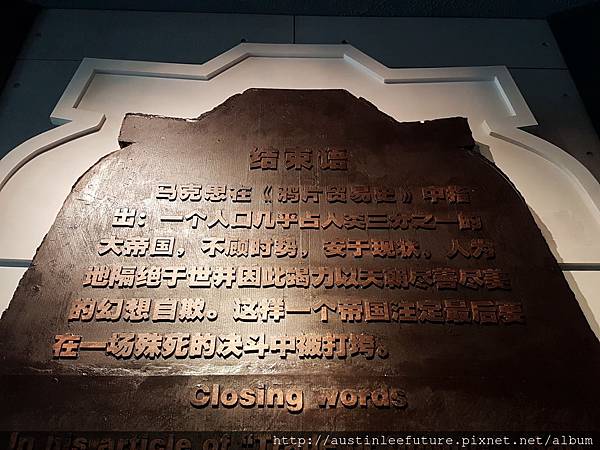 结束语
马克思在《鸦片贸易史》中指
出：一个人口几乎占人类三分之一的
大帝国，不顾时势，安于现状，人为
地隔绝于世并因此竭力以天朝尽善尽美
的幻想自欺。这样一个帝国注定最后要
在一场殊死的决斗中被打垮。
Closing words
In his article of "
http://austinleefuture.pixnet.net/album